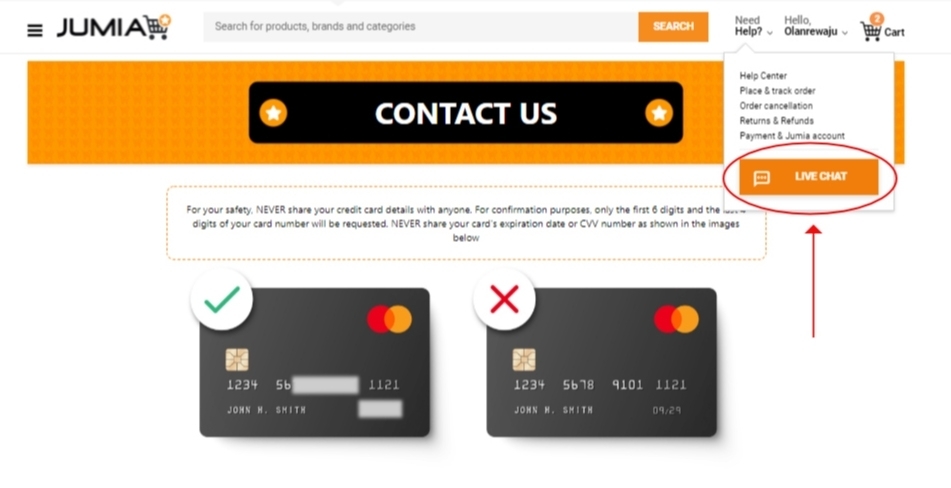 JUMIA
Search for products, brands and categories
SEARCH
Need
Help?
Hello,
Olanrewaju
2
Cart
Help Center
Place & track order
Order cancellation
Returns & Refunds
Payment & Jumia account
LIVE CHAT
CONTACT US
For your safety, NEVER share your credit card details with anyone. For confirmation purposes, only the first 6 digits and the last 4
digits of your card number will be requested. NEVER share your card's expiration date or CVV number as shown in the images
below
1234 56 1121
JOHN H. SMITH
1234 5678 9101 1121
JOHN H. SMITH 09/29